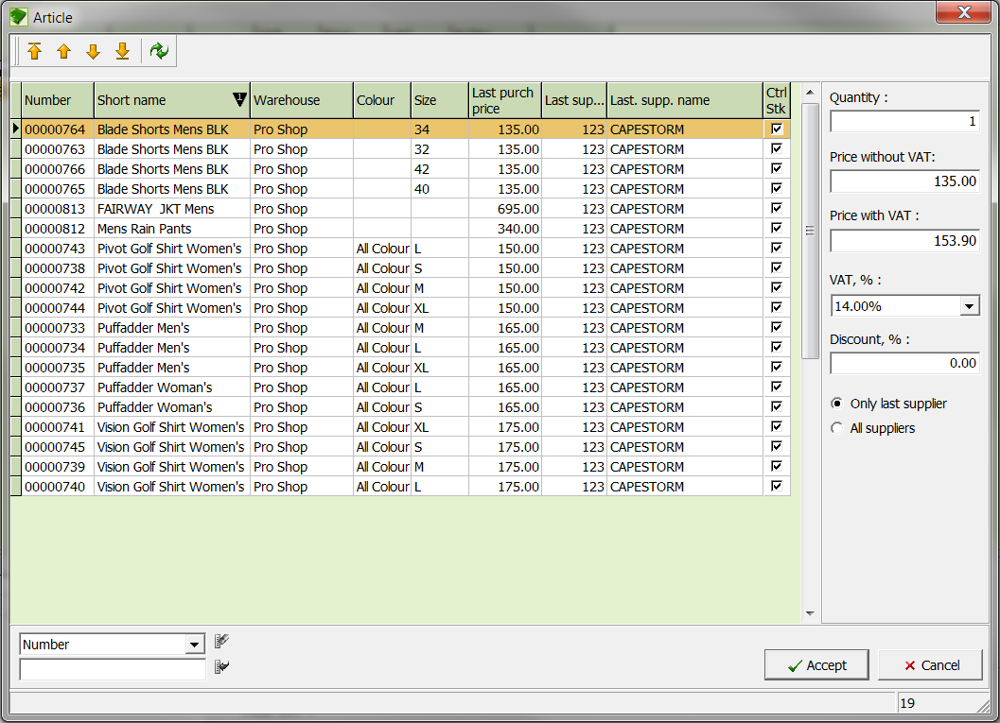 Article
Number Short name 1 Warehouse Colour Size Last purch price Last sup... Last. supp. name Ctrl Stk
00000764 Blade Shorts Mens BLK Pro Shop 34 135.00 123 CAPESTORM
00000763 Blade Shorts Mens BLK Pro Shop 32 135.00 123 CAPESTORM
00000766 Blade Shorts Mens BLK Pro Shop 42 135.00 123 CAPESTORM
00000765 Blade Shorts Mens BLK Pro Shop 40 135.00 123 CAPESTORM
00000813 FAIRWAY  JKT Mens Pro Shop 695.00 123 CAPESTORM
00000812 Mens Rain Pants Pro Shop 340.00 123 CAPESTORM
00000743 Pivot Golf Shirt Women's Pro Shop All Colour L 150.00 123 CAPESTORM
00000738 Pivot Golf Shirt Women's Pro Shop All Colour S 150.00 123 CAPESTORM
00000742 Pivot Golf Shirt Women's Pro Shop All Colour M 150.00 123 CAPESTORM
00000744 Pivot Golf Shirt Women's Pro Shop All Colour XL 150.00 123 CAPESTORM
00000733 Puffadder Men's Pro Shop All Colour M 165.00 123 CAPESTORM
00000734 Puffadder Men's Pro Shop All Colour L 165.00 123 CAPESTORM
00000735 Puffadder Men's Pro Shop All Colour XL 165.00 123 CAPESTORM
00000737 Puffadder Woman's Pro Shop All Colour L 165.00 123 CAPESTORM
00000736 Puffadder Woman's Pro Shop All Colour S 165.00 123 CAPESTORM
00000741 Vision Golf Shirt Women's Pro Shop All Colour XL 175.00 123 CAPESTORM
00000745 Vision Golf Shirt Women's Pro Shop All Colour S 175.00 123 CAPESTORM
00000739 Vision Golf Shirt Women's Pro Shop All Colour M 175.00 123 CAPESTORM
00000740 Vision Golf Shirt Women's Pro Shop All Colour L 175.00 123 CAPESTORM
Quantity :
1
Price without VAT:
135.00
Price with VAT :
153.90
VAT, % :
14.00%
Discount, % :
0.00
Only last supplier
All suppliers
Number
Accept Cancel
19